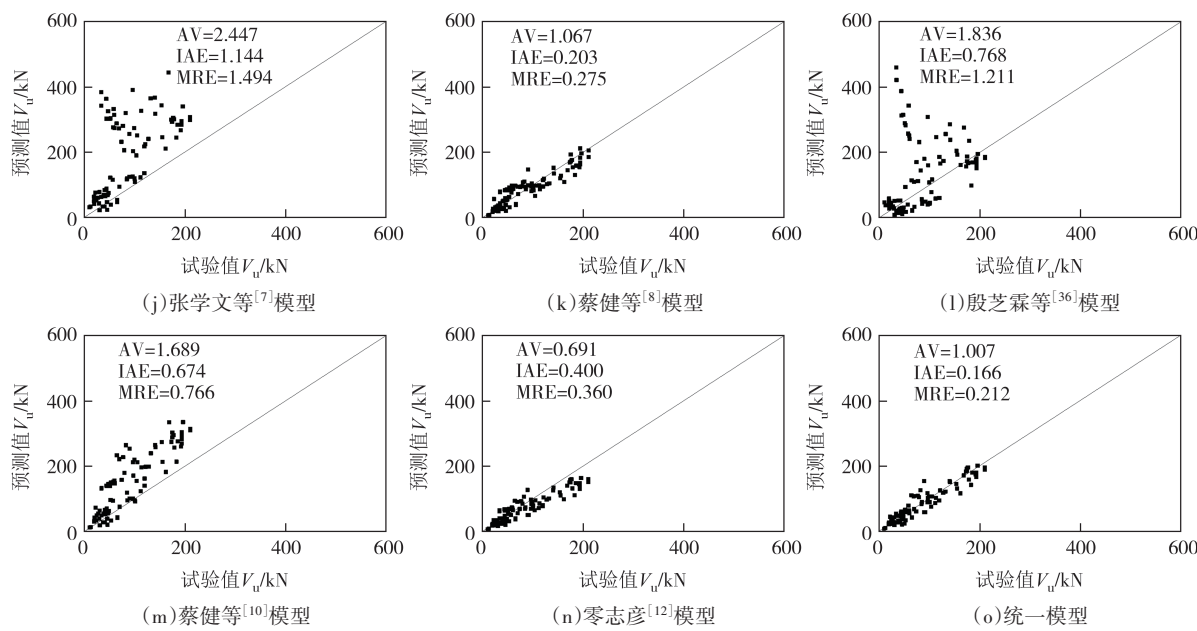 600
400
200
0
预测值Vu/kN
AV=2.447
IAE=1.144
MRE=1.494
0
200
400
600
试验值Vu/kN
(j)张学文等[7]模型
600
400
200
0
预测值Vu/kN
AV=1.067
IAE=0.203
MRE=0.275
0
200
400
600
试验值Vu/kN
(k)蔡健等[8]模型
600
400
200
0
预测值Vu/kN
AV=1.836
IAE=0.768
MRE=1.211
0
200
400
600
试验值Vu/kN
(l)殷芝霖等[36]模型
600
400
200
0
预测值Vu/kN
AV=1.689
IAE=0.674
MRE=0.766
0
200
400
600
试验值Vu/kN
(m)蔡健等[10]模型
600
400
200
0
预测值Vu/kN
AV=0.691
IAE=0.400
MRE=0.360
0
200
400
600
试验值Vu/kN
(n)零志彦[12]模型
600
400
200
0
预测值Vu/kN
AV=1.007
IAE=0.166
MRE=0.212
0
200
400
600
试验值Vu/kN
(o)统一模型